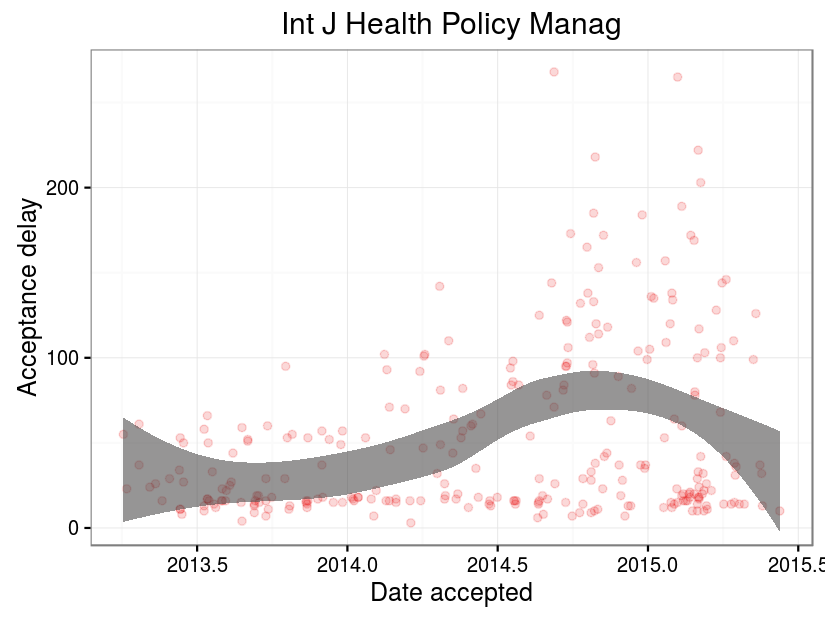 Int J Health Policy Manag
Acceptance delay
200
100
0
2013.5 2014.0 2014.5 2015.0 2015.5
Date accepted